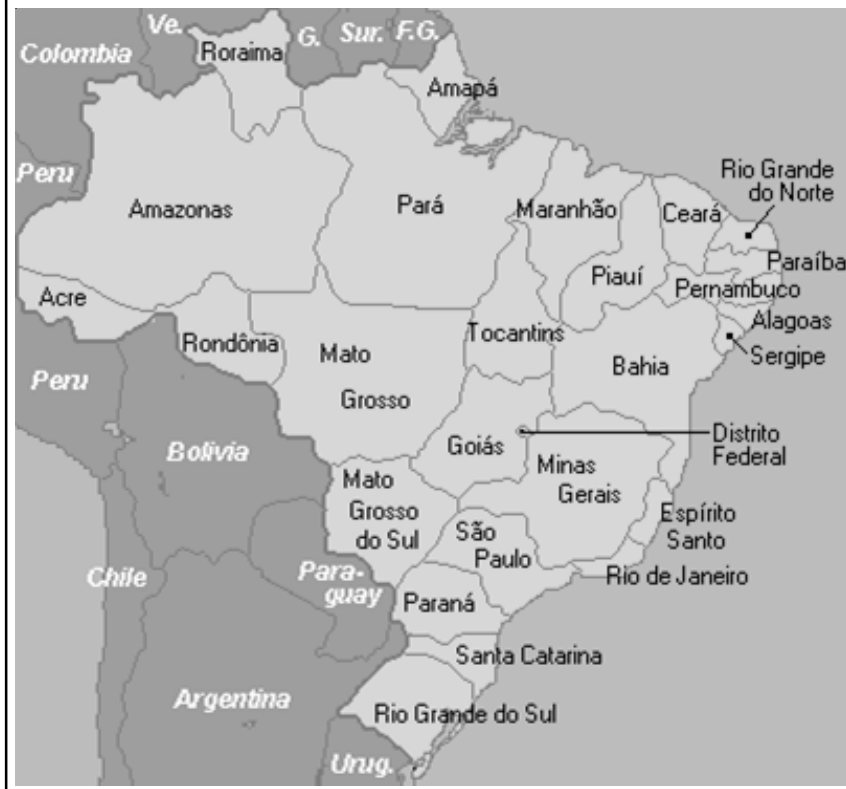 Ve.
G.
Sur.
F.G.
Colombia
Roraima
Amapá
Peru
Rio Grande
do Norte
Amazonas
Pará
Maranhão
Ceará
Paraíba
Piauí
Pernambuco
Acre
Alagoas
Rondônia
Tocantins
Sergipe
Mato
Grosso
Bahia
Peru
Bolivia
Goiás
Distrito
Federal
Minas
Gerais
Mato
Grosso
do Sul
Espírito
Santo
São
Paulo
Chile
Para-
guay
Rio de Janeiro
Paraná
Santa Catarina
Argentina
Rio Grande do Sul
Urug.